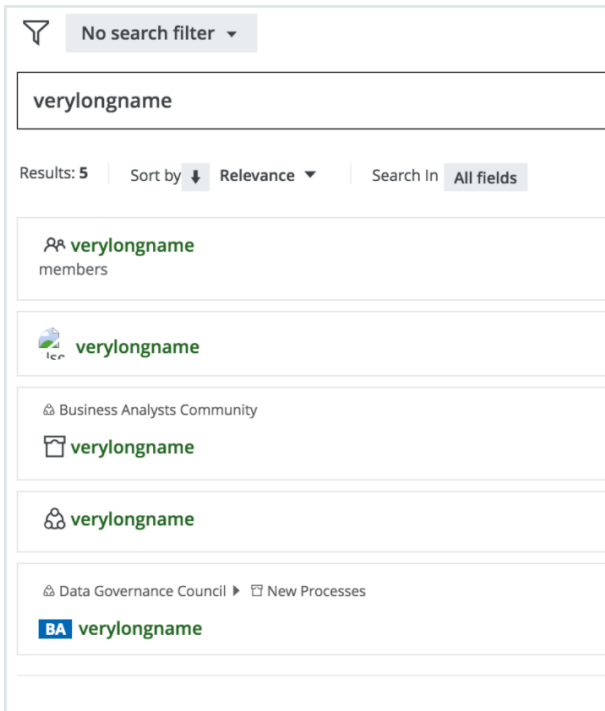 No search filter
verylongname
Results: 5 Sort by Relevance Search In All fields
verylongname
members
verylongname
Business Analysts Community
verylongname
verylongname
Data Governance Council New Processes
BA verylongname